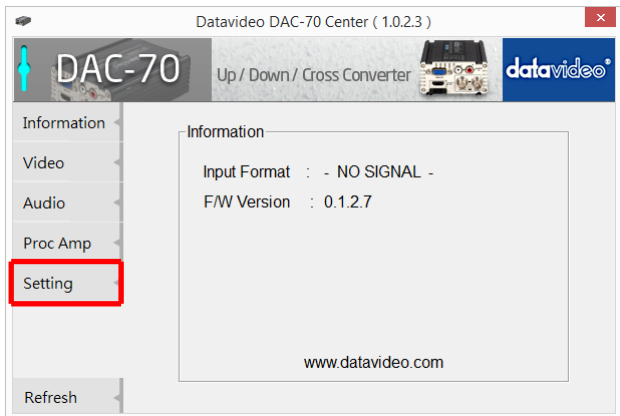 Datavideo DAC-70 Center ( 1.0.2.3 )
DAC-70
Up / Down / Cross Converter
datavideo®
Information
Video
Audio
Proc Amp
Setting
Refresh
Information
Input Format : - NO SIGNAL -
F/W Version : 0.1.2.7
www.datavideo.com